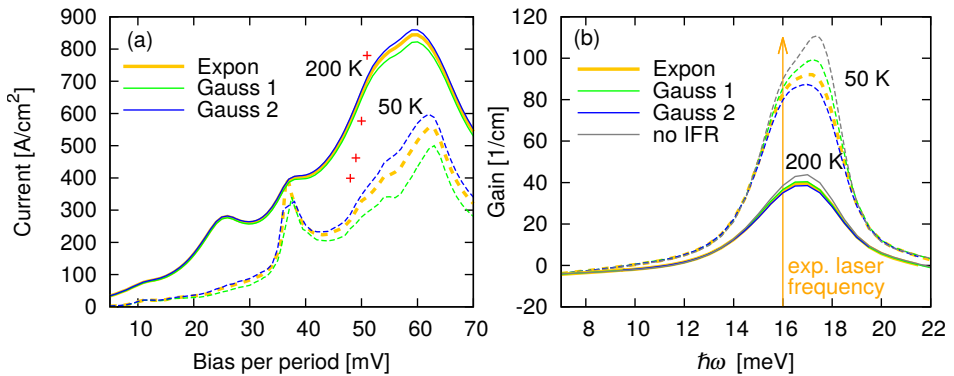 (a)
Current [A/cm²]
900
800
700
600
500
400
300
200
100
0
Expon
Gauss 1
Gauss 2
200 K
50 K
10 20 30 40 50 60 70
Bias per period [mV]
(b)
Gain [1/cm]
120
100
80
60
40
20
0
-20
Expon
Gauss 1
Gauss 2
no IFR
50 K
200 K
exp. laser
frequency
8 10 12 14 16 18 20 22
ℏω [meV]